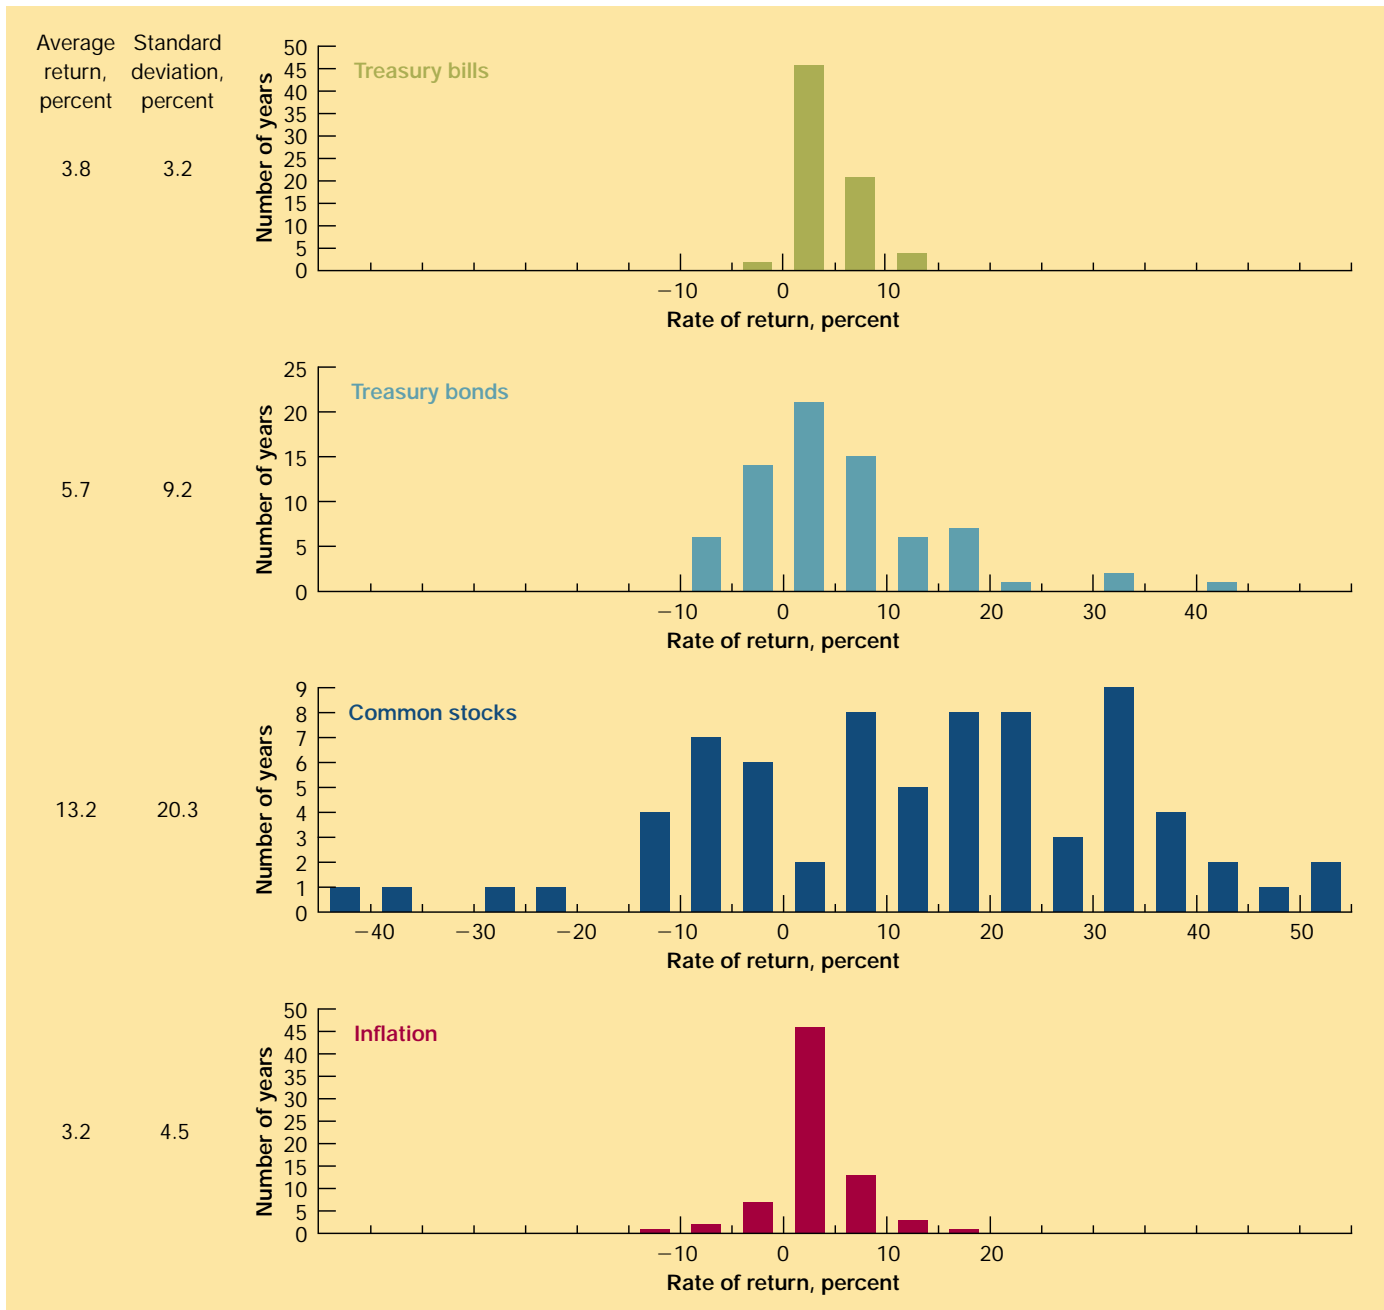 Average Standard
return, deviation,
percent percent
3.8 3.2
Treasury bills
Number of years
50
45
40
35
30
25
20
15
10
5
0
−10 0 10
Rate of return, percent
5.7 9.2
Treasury bonds
Number of years
25
20
15
10
5
0
−10 0 10 20 30 40
Rate of return, percent
13.2 20.3
Common stocks
Number of years
9
8
7
6
5
4
3
2
1
0
−40 −30 −20 −10 0 10 20 30 40 50
Rate of return, percent
3.2 4.5
Inflation
Number of years
50
45
40
35
30
25
20
15
10
5
0
−10 0 10 20
Rate of return, percent